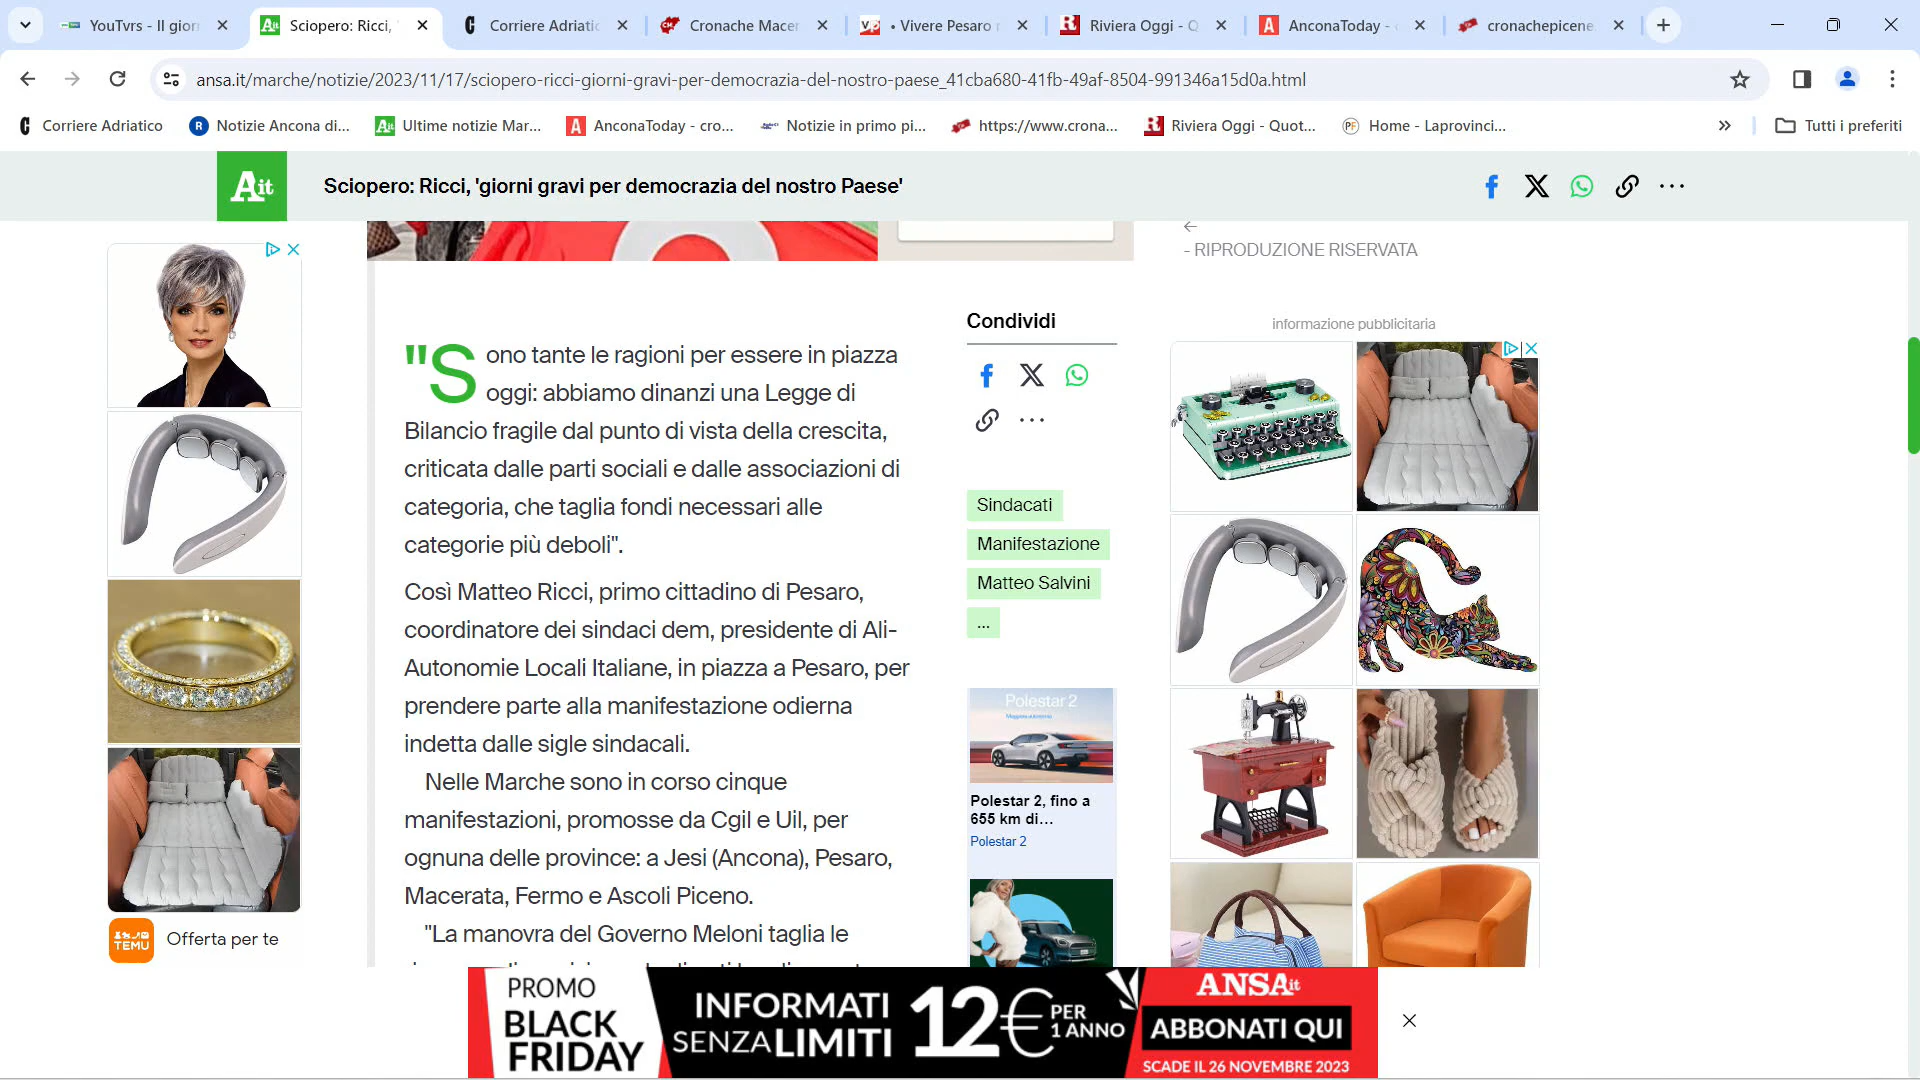 YouTvrs - Il gior
Sciopero: Ricci, '
Corriere Adriatic
Cronache Macer
• Vivere Pesaro
Riviera Oggi - Q
AnconaToday -
cronachepicene
ansa.it/marche/notizie/2023/11/17/sciopero-ricci-giorni-gravi-per-democrazia-del-nostro-paese_41cba680-41fb-49af-8504-991346a15d0a.html
Corriere Adriatico
Notizie Ancona di...
Ultime notizie Mar...
AnconaToday - cro...
Notizie in primo pi...
https://www.crona...
Riviera Oggi - Quot...
Home - Laprovinci...
Tutti i preferiti
Ait
Sciopero: Ricci, 'giorni gravi per democrazia del nostro Paese'
- RIPRODUZIONE RISERVATA
"Sono tante le ragioni per essere in piazza
oggi: abbiamo dinanzi una Legge di
Bilancio fragile dal punto di vista della crescita,
criticata dalle parti sociali e dalle associazioni di
categoria, che taglia fondi necessari alle
categorie più deboli".
Così Matteo Ricci, primo cittadino di Pesaro,
coordinatore dei sindaci dem, presidente di Ali-
Autonomie Locali Italiane, in piazza a Pesaro, per
prendere parte alla manifestazione odierna
indetta dalle sigle sindacali.
Nelle Marche sono in corso cinque
manifestazioni, promosse da Cgil e Uil, per
ognuna delle province: a Jesi (Ancona), Pesaro,
Macerata, Fermo e Ascoli Piceno.
"La manovra del Governo Meloni taglia le
Condividi
Sindacati
Manifestazione
Matteo Salvini
...
Polestar 2
Polestar 2, fino a
655 km di...
Polestar 2
informazione pubblicitaria
TEMU
Offerta per te
PROMO
BLACK
FRIDAY
INFORMATI
SENZA LIMITI
12€ PER
1 ANNO
ANSAit
ABBONATI QUI
SCADE IL 26 NOVEMBRE 2023